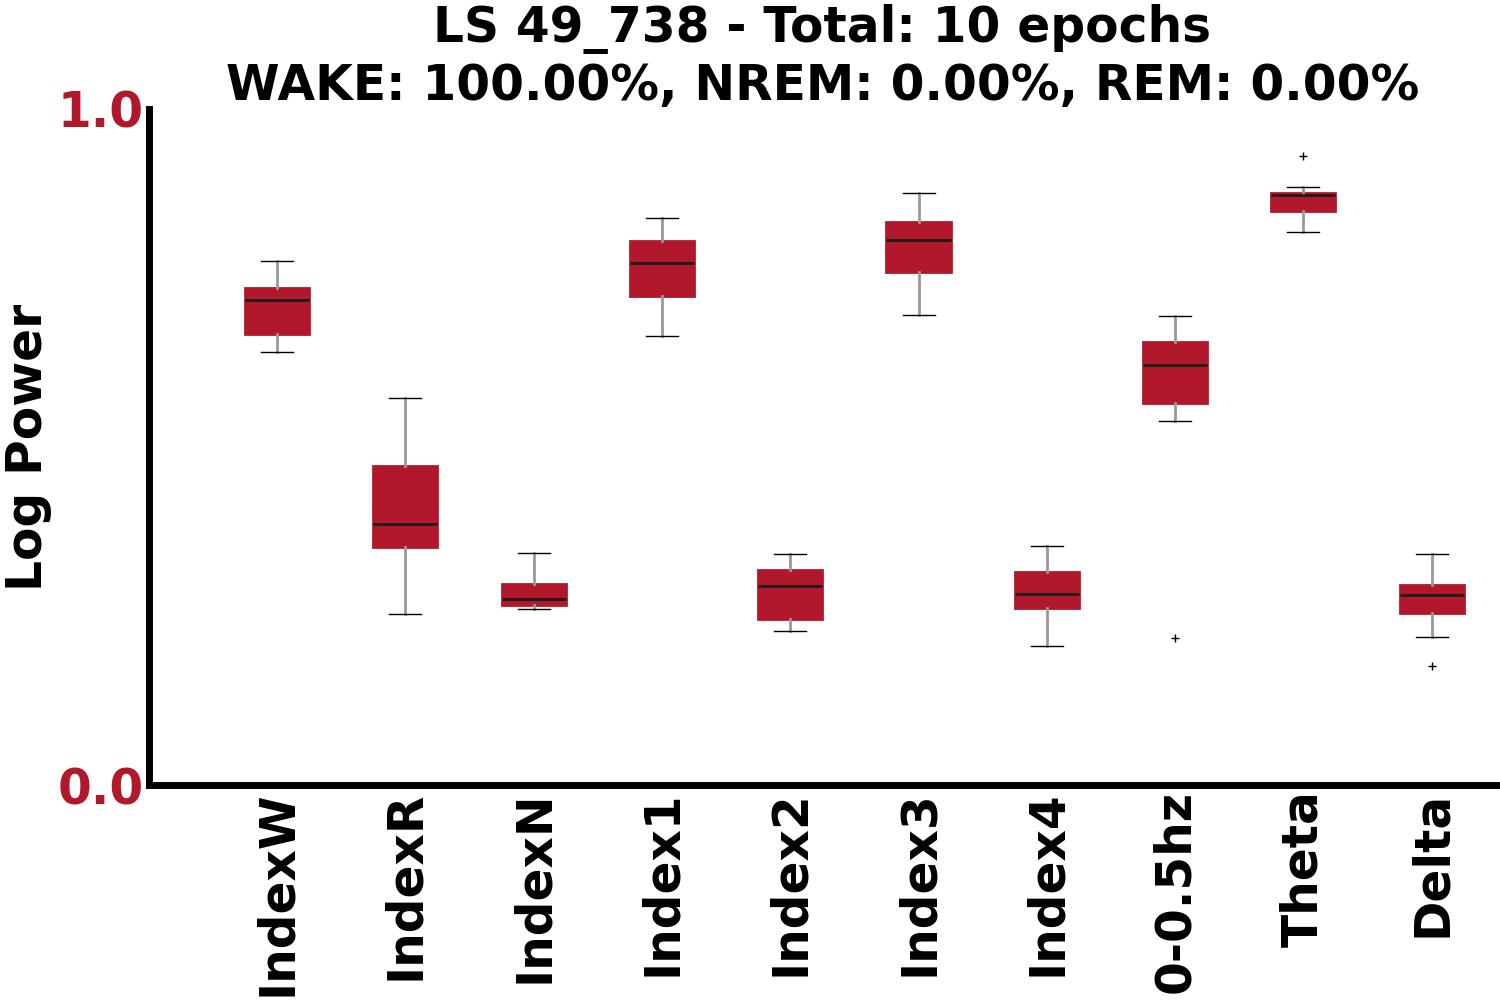 LS 49_738 - Total: 10 epochs
WAKE: 100.00%, NREM: 0.00%, REM: 0.00%
1.0
Log Power
0.0
IndexW
IndexR
IndexN
Index1
Index2
Index3
Index4
0-0.5hz
Theta
Delta